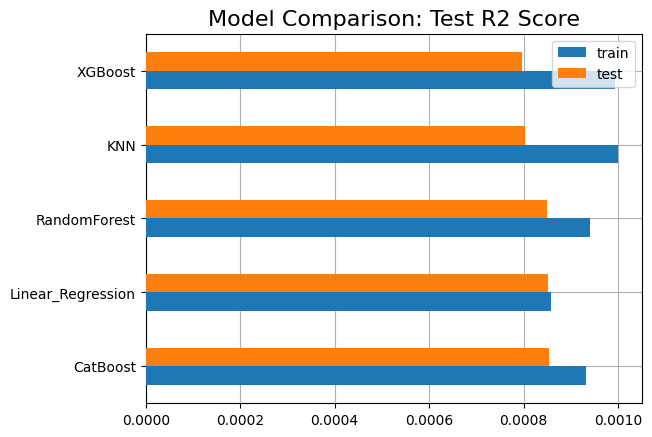 Model Comparison: Test R2 Score
train
test
XGBoost
KNN
RandomForest
Linear_Regression
CatBoost
0.0000 0.0002 0.0004 0.0006 0.0008 0.0010